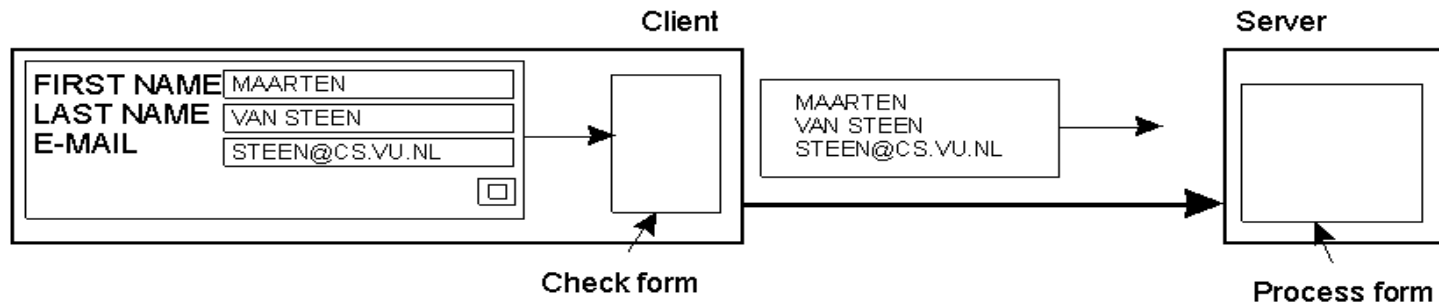 Client
Server
FIRST NAME MAARTEN
LAST NAME VAN STEEN
E-MAIL STEEN@CS.VU.NL
MAARTEN
VAN STEEN
STEEN@CS.VU.NL
Check form
Process form